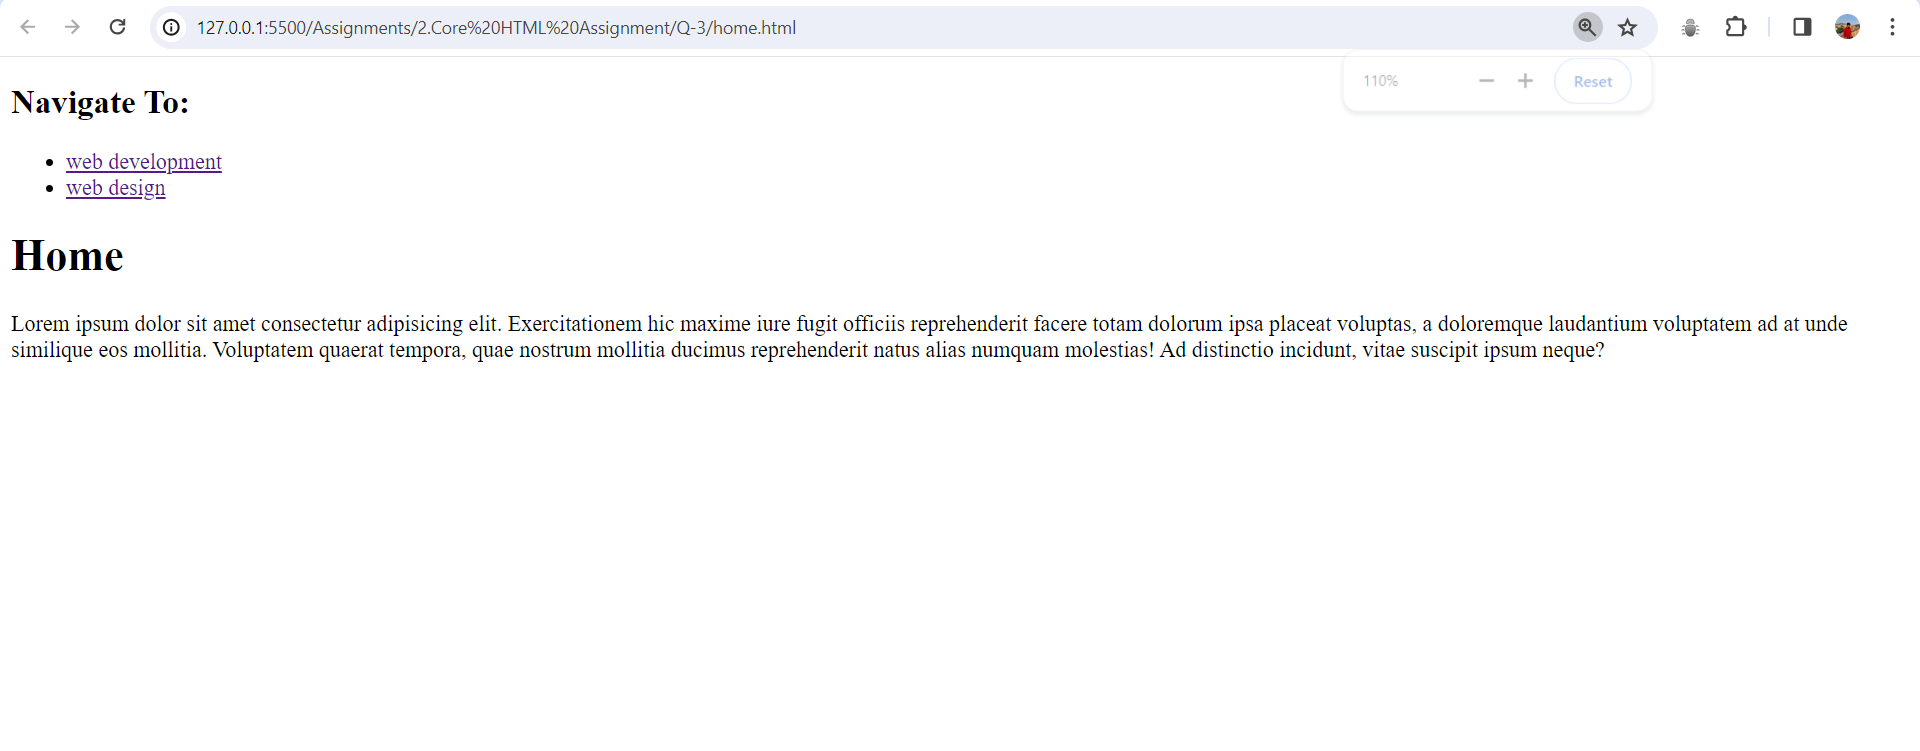 127.0.0.1:5500/Assignments/2.Core%20HTML%20Assignment/Q-3/home.html
110%
Reset
Navigate To:
web development
web design
Home
Lorem ipsum dolor sit amet consectetur adipisicing elit. Exercitationem hic maxime iure fugit officiis reprehenderit facere totam dolorum ipsa placeat voluptas, a doloremque laudantium voluptatem ad at unde
similique eos mollitia. Voluptatem quaerat tempora, quae nostrum mollitia ducimus reprehenderit natus alias numquam molestias! Ad distinctio incidunt, vitae suscipit ipsum neque?